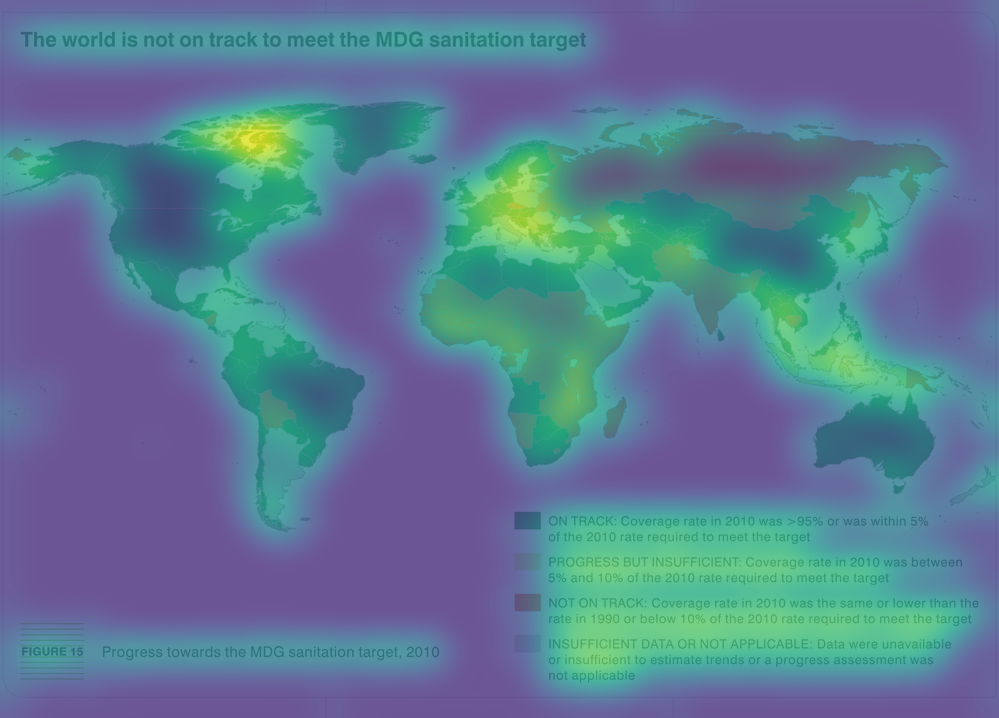 The world is not on track to meet the MDG sanitation target
ON TRACK: Coverage rate in 2010 was >95% or was within 5%
of the 2010 rate required to meet the target
PROGRESS BUT INSUFFICIENT: Coverage rate in 2010 was between
5% and 10% of the 2010 rate required to meet the target
NOT ON TRACK: Coverage rate in 2010 was the same or lower than the
rate in 1990 or below 10% of the 2010 rate required to meet the target
INSUFFICIENT DATA OR NOT APPLICABLE: Data were unavailable
or insufficient to estimate trends or a progress assessment was
not applicable
FIGURE 15 Progress towards the MDG sanitation target, 2010